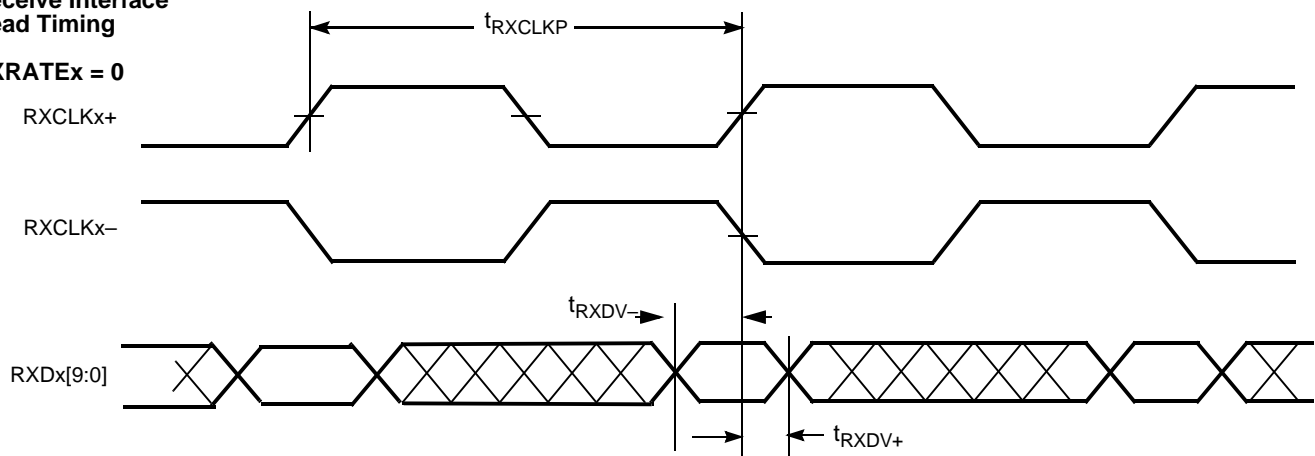 eceive Interface
ead Timing
XRATEx = 0
tRXCLKP
RXCLKx+
RXCLKx–
tRXDV–
RXDx[9:0]
tRXDV+